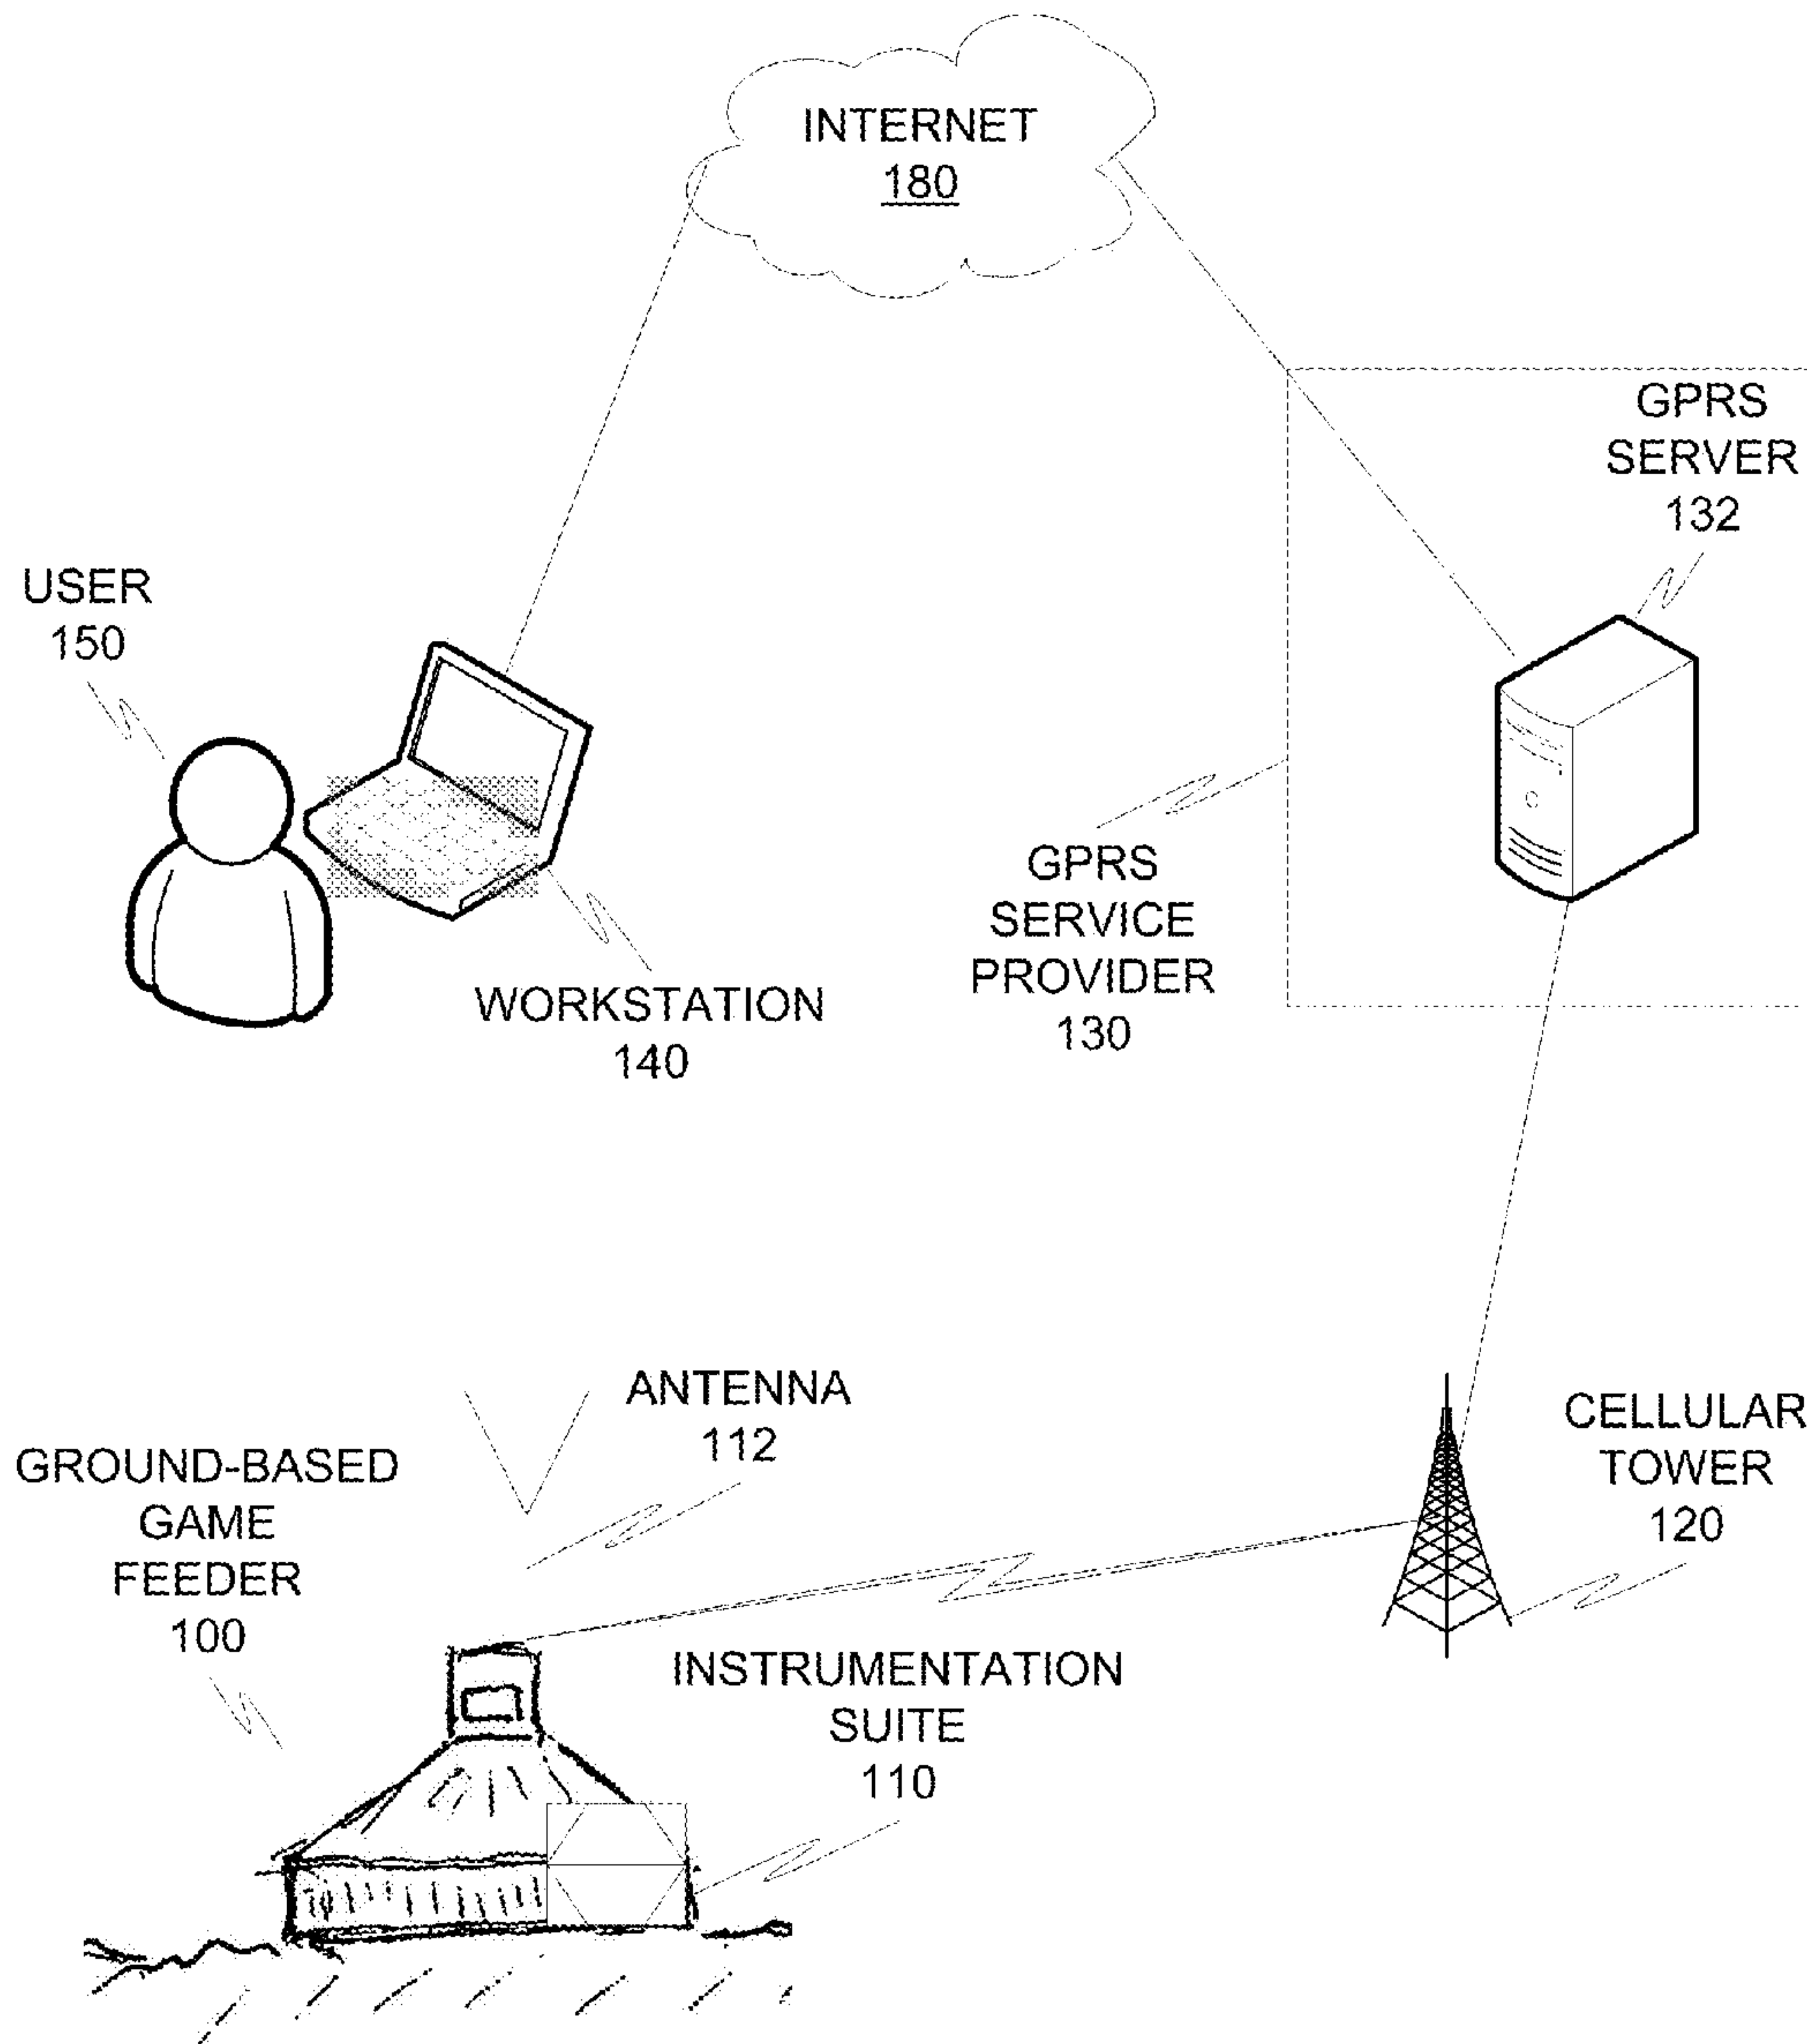 INTERNET
180
GPRS
SERVER
132
USER
150
GPRS
SERVICE
PROVIDER
130
WORKSTATION
140
ANTENNA
112
CELLULAR
TOWER
120
GROUND-BASED
GAME
FEEDER
100
INSTRUMENTATION
SUITE
110